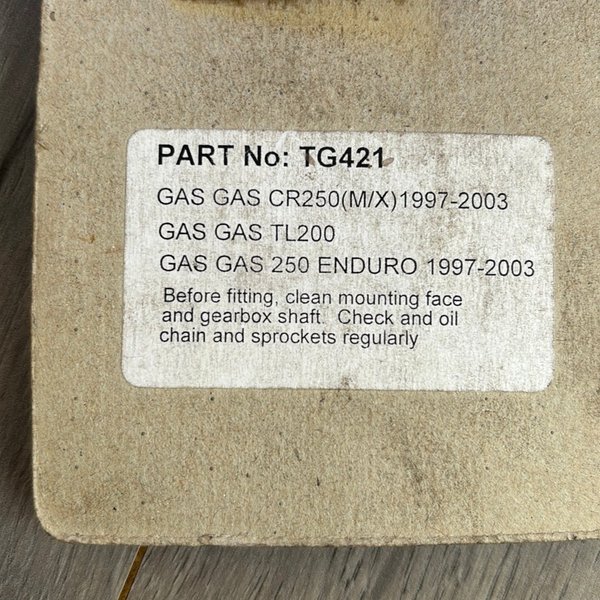 PART No: TG421
GAS GAS CR250(M/X)1997-2003
GAS GAS TL200
GAS GAS 250 ENDURO 1997-2003
Before fitting, clean mounting face
and gearbox shaft. Check and oil
chain and sprockets regularly